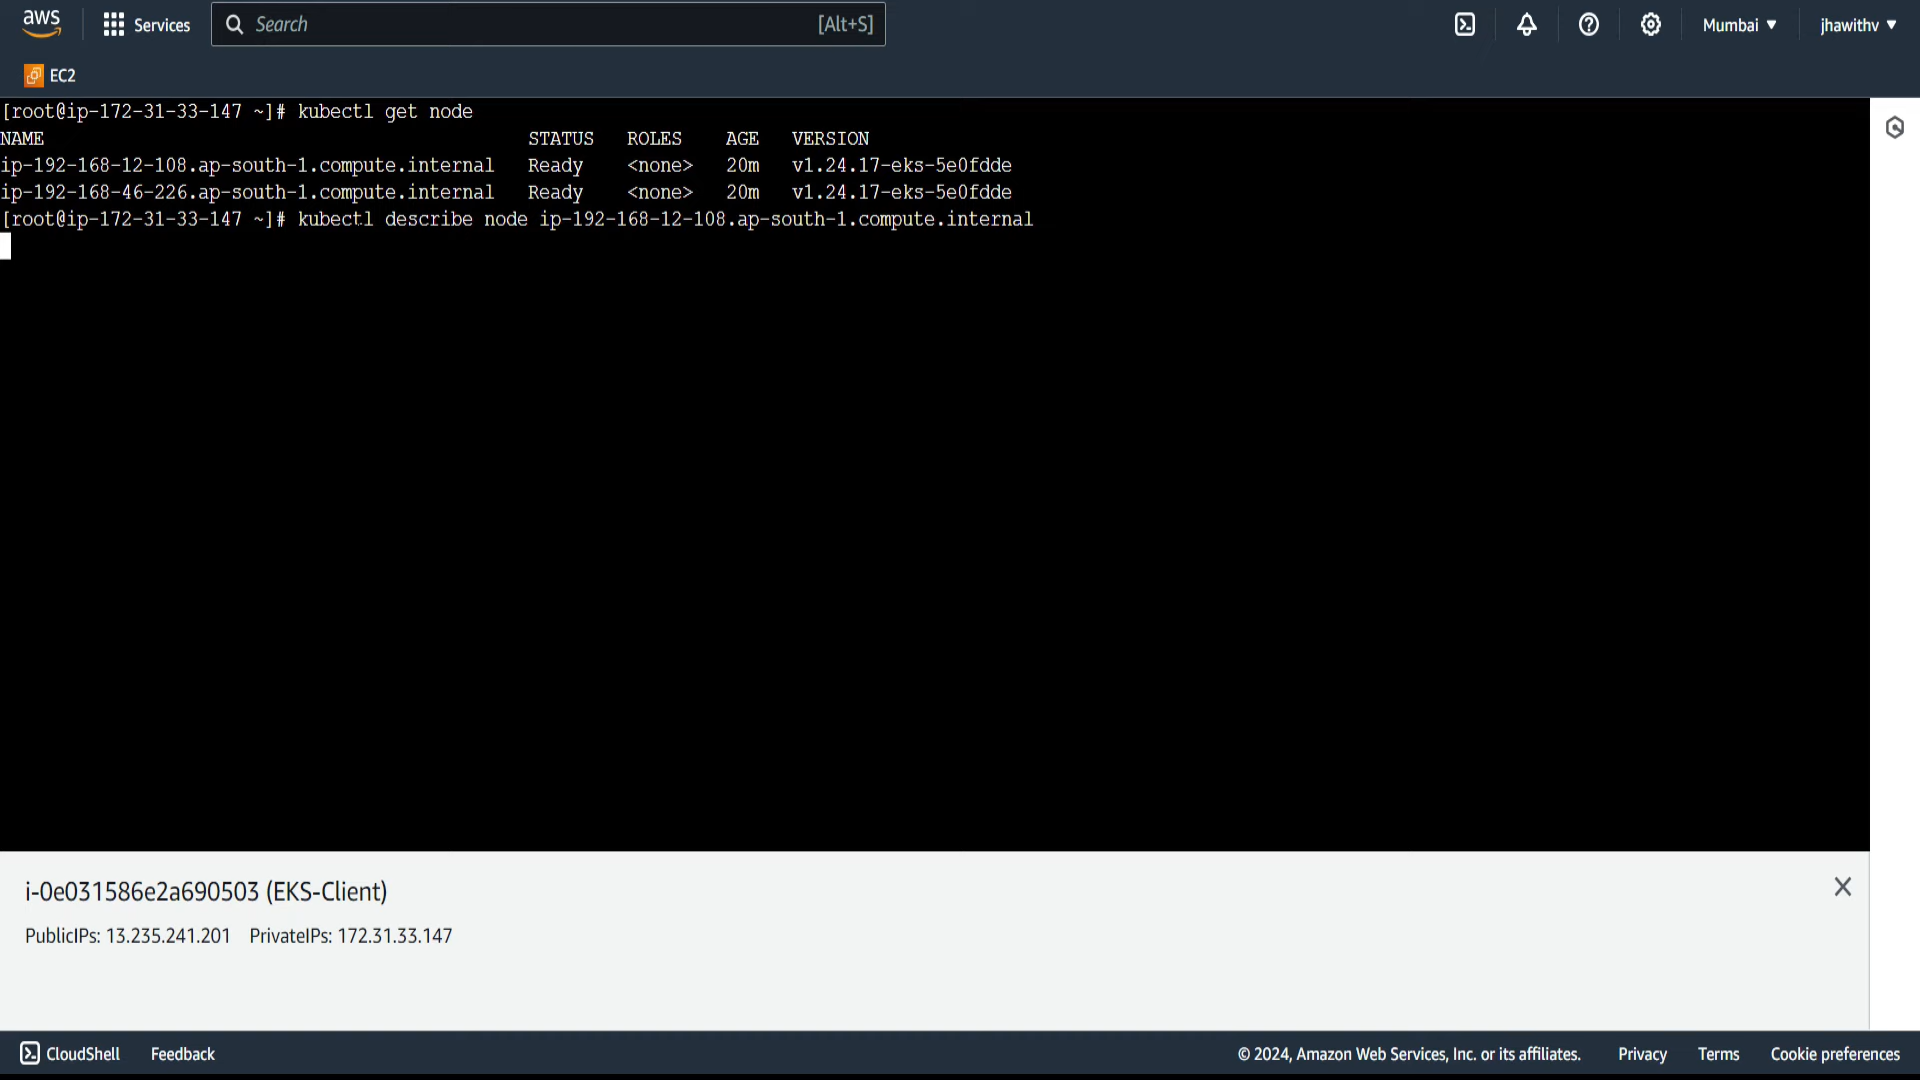 aws Services Search [Alt+S] Mumbai ▼ jhawithv ▼
EC2
[root@ip-172-31-33-147 ~]# kubectl get node
NAME STATUS ROLES AGE VERSION
ip-192-168-12-108.ap-south-1.compute.internal Ready <none> 20m v1.24.17-eks-5e0fdde
ip-192-168-46-226.ap-south-1.compute.internal Ready <none> 20m v1.24.17-eks-5e0fdde
[root@ip-172-31-33-147 ~]# kubectl describe node ip-192-168-12-108.ap-south-1.compute.internal
i-0e031586e2a690503 (EKS-Client)
PublicIPs: 13.235.241.201 PrivateIPs: 172.31.33.147
CloudShell Feedback © 2024, Amazon Web Services, Inc. or its affiliates. Privacy Terms Cookie preferences